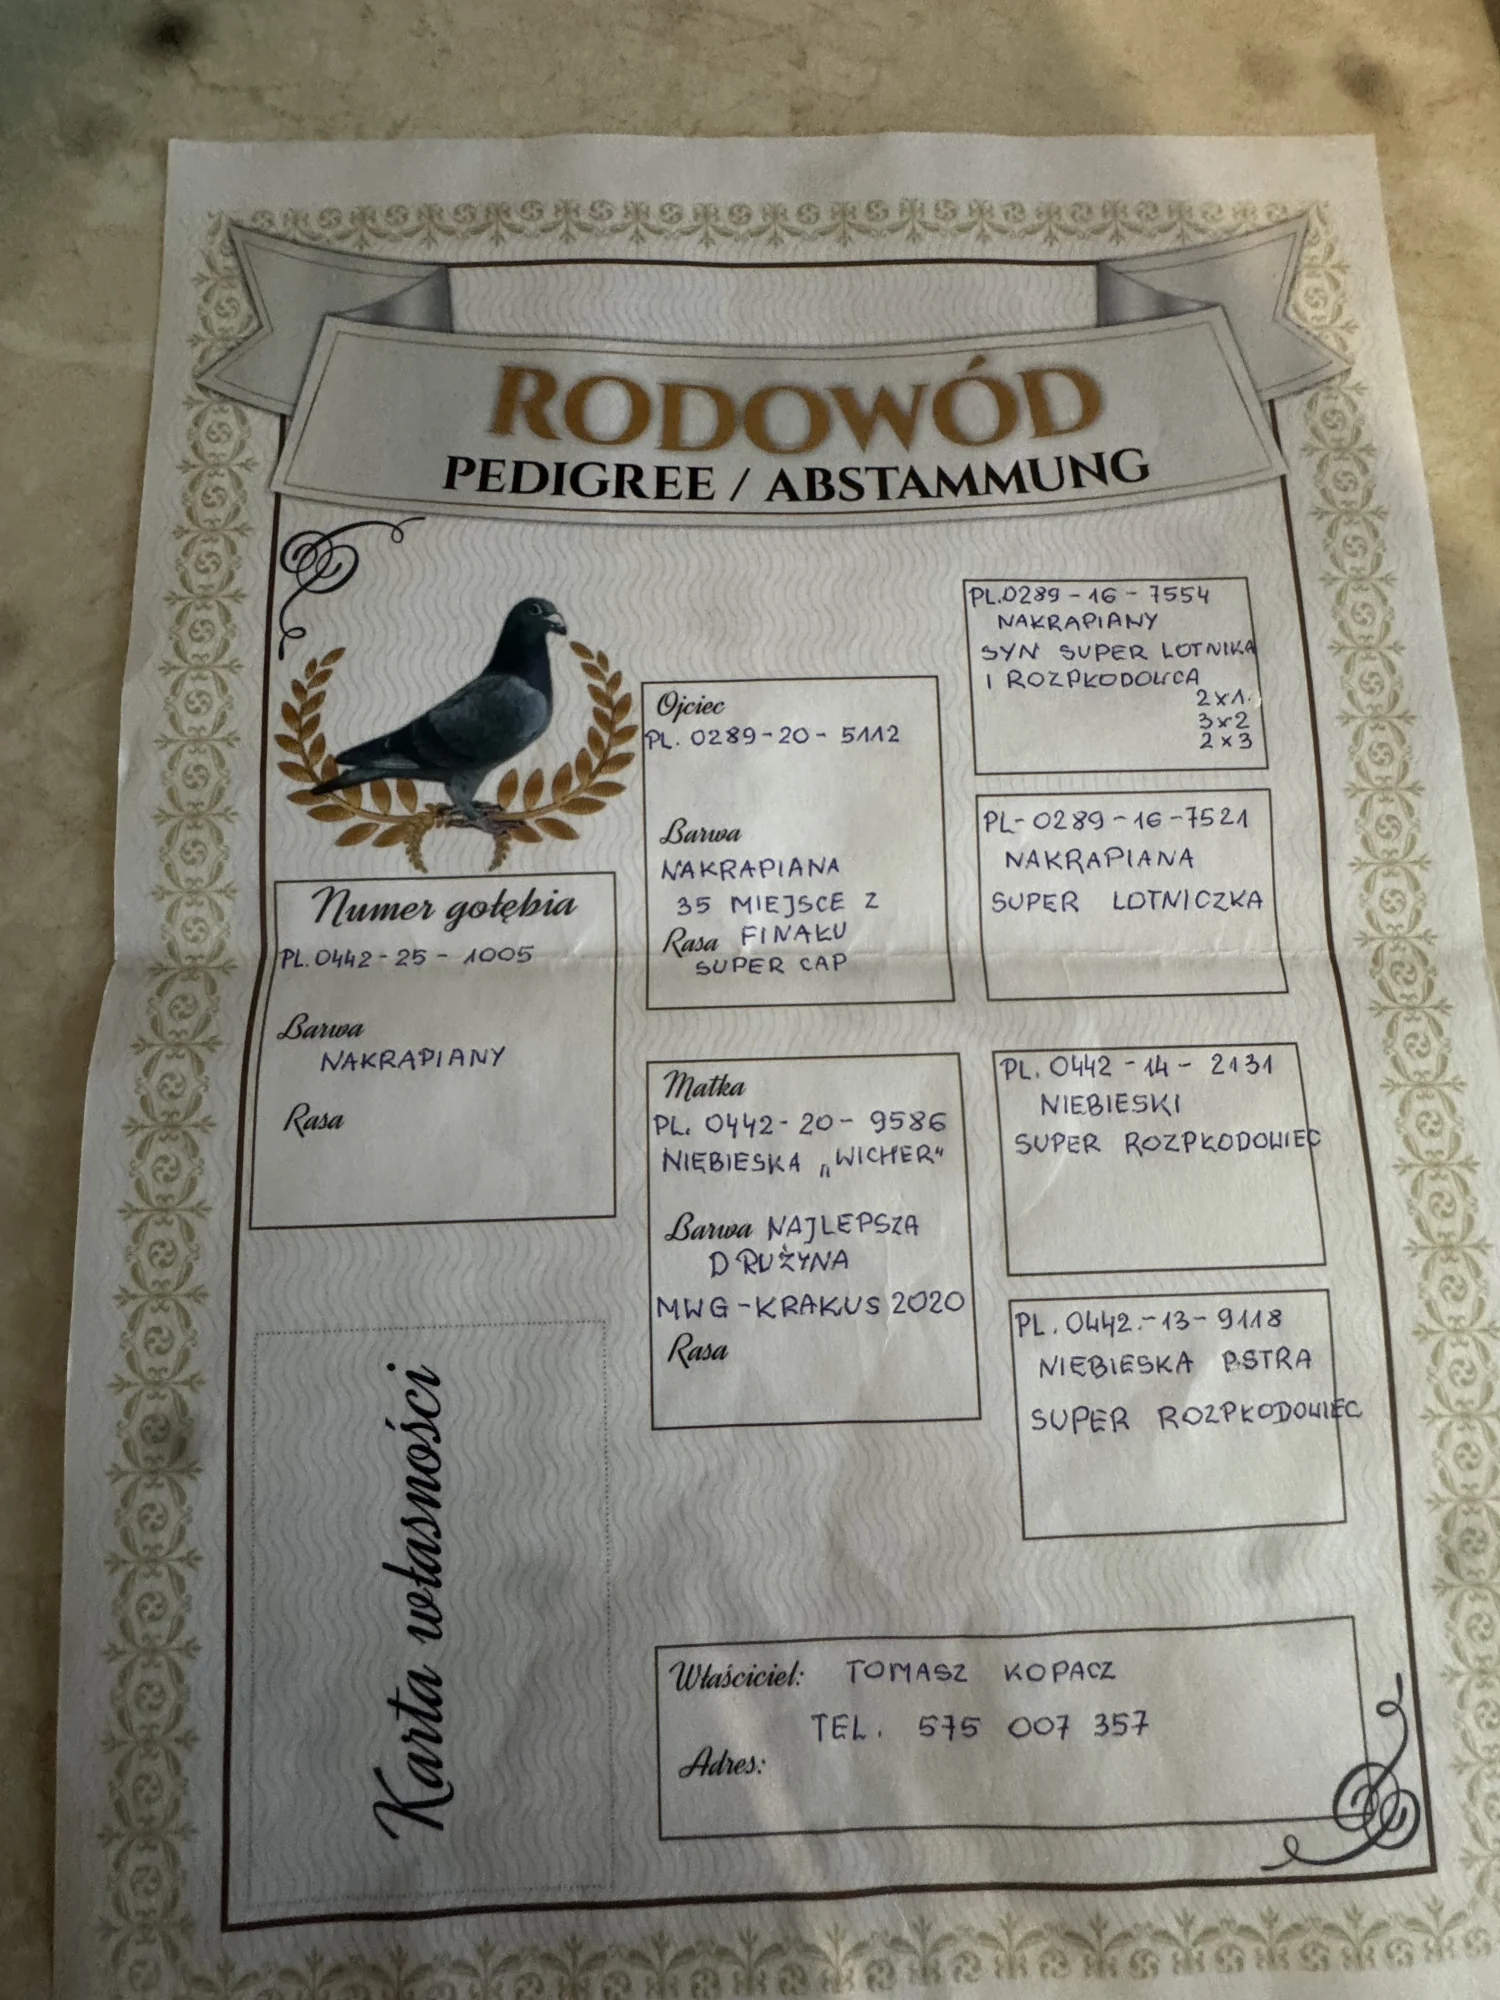 RODOWÓD
PEDIGREE / ABSTAMMUNG
Numer gołębia
PL.0442-25-1005
Barwa
NAKRAPIANY
Rasa
Ojciec
PL. 0289-20-5112
Barwa
NAKRAPIANA
35 MIEJSCE Z
Rasa FINAŁU
SUPER CAP
Matka
PL. 0442-20-9586
NIEBIESKA „WICHER"
Barwa NAJLEPSZA
DRUŻYNA
MWG-KRAKUS 2020
Rasa
PL.0289-16-7554
NAKRAPIANY
SYN SUPER LOTNIKA
I ROZPŁODOWCA
2x1.
3x2
2x3
PL-0289-16-7521
NAKRAPIANA
SUPER LOTNICZKA
PL. 0442-14-2131
NIEBIESKI
SUPER ROZPŁODOWIEC
PL. 0442.-13-9118
NIEBIESKA PSTRA
SUPER ROZPŁODOWIEC
Karta własności
Właściciel: TOMASZ KOPACZ
TEL. 575 007 357
Adres: